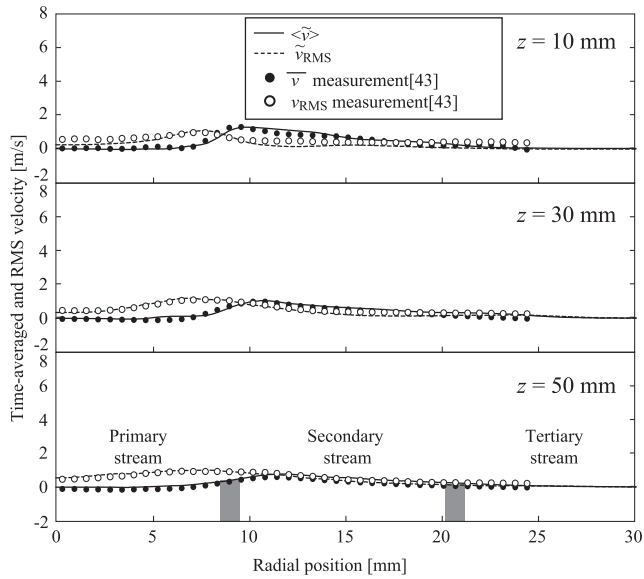 Time-averaged and RMS velocity [m/s]
8
6
4
2
0
-2
<ṽ>
ṽRMS
v̅ measurement[43]
vRMS measurement[43]
z = 10 mm
8
6
4
2
0
-2
z = 30 mm
8
6
4
2
0
-2
z = 50 mm
Primary stream
Secondary stream
Tertiary stream
0 5 10 15 20 25 30
Radial position [mm]